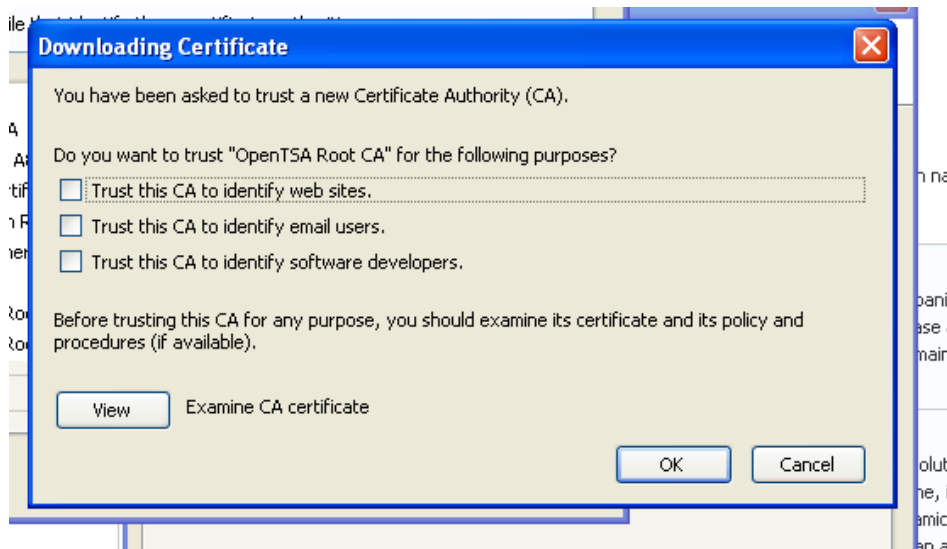 Downloading Certificate
You have been asked to trust a new Certificate Authority (CA).
Do you want to trust "OpenTSA Root CA" for the following purposes?
Trust this CA to identify web sites.
Trust this CA to identify email users.
Trust this CA to identify software developers.
Before trusting this CA for any purpose, you should examine its certificate and its policy and
procedures (if available).
View Examine CA certificate
OK Cancel